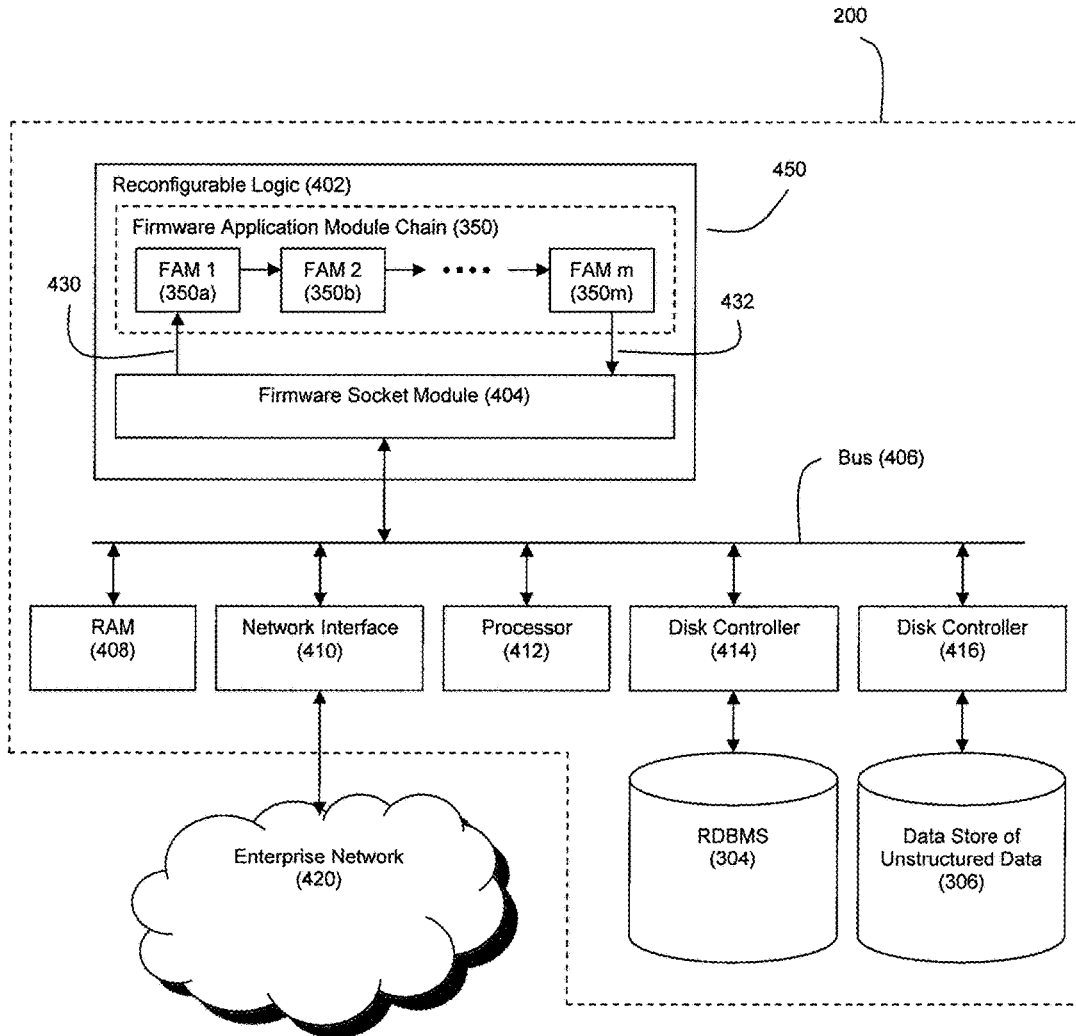 200
450
Reconfigurable Logic (402)
Firmware Application Module Chain (350)
FAM 1
(350a)
FAM 2
(350b)
FAM m
(350m)
430
432
Firmware Socket Module (404)
Bus (406)
RAM
(408)
Network Interface
(410)
Processor
(412)
Disk Controller
(414)
Disk Controller
(416)
Enterprise Network
(420)
RDBMS
(304)
Data Store of
Unstructured Data
(306)